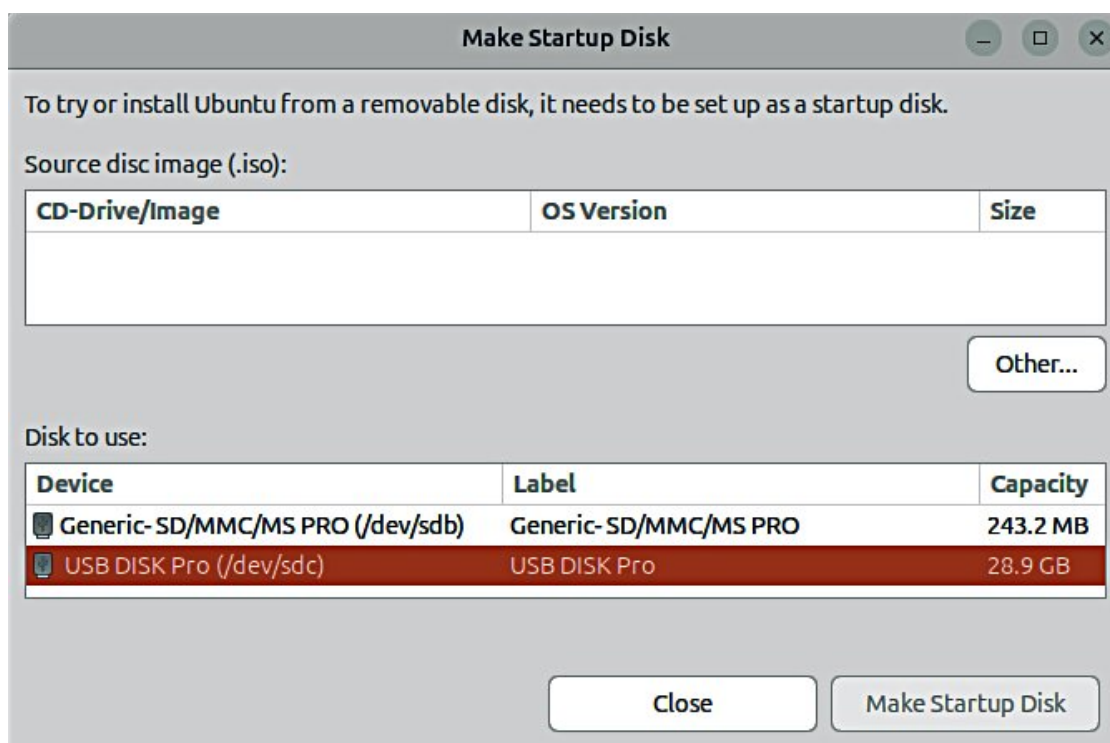 Make Startup Disk
To try or install Ubuntu from a removable disk, it needs to be set up as a startup disk.
Source disc image (.iso):
CD-Drive/Image OS Version Size
Other...
Disk to use:
Device Label Capacity
Generic- SD/MMC/MS PRO (/dev/sdb) Generic- SD/MMC/MS PRO 243.2 MB
USB DISK Pro (/dev/sdc) USB DISK Pro 28.9 GB
Close Make Startup Disk